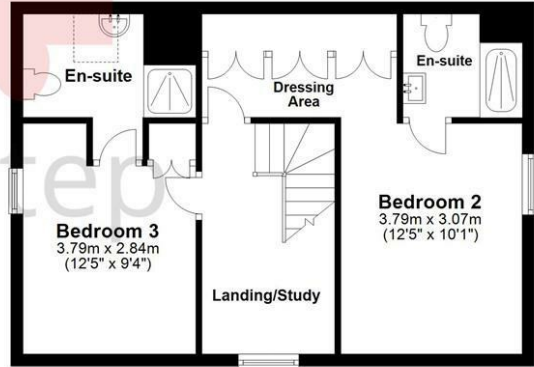 En-suite
Dressing
Area
En-suite
tep
Bedroom 3
3.79m x 2.84m
(12'5" x 9'4")
Bedroom 2
3.79m x 3.07m
(12'5" x 10'1")
Landing/Study